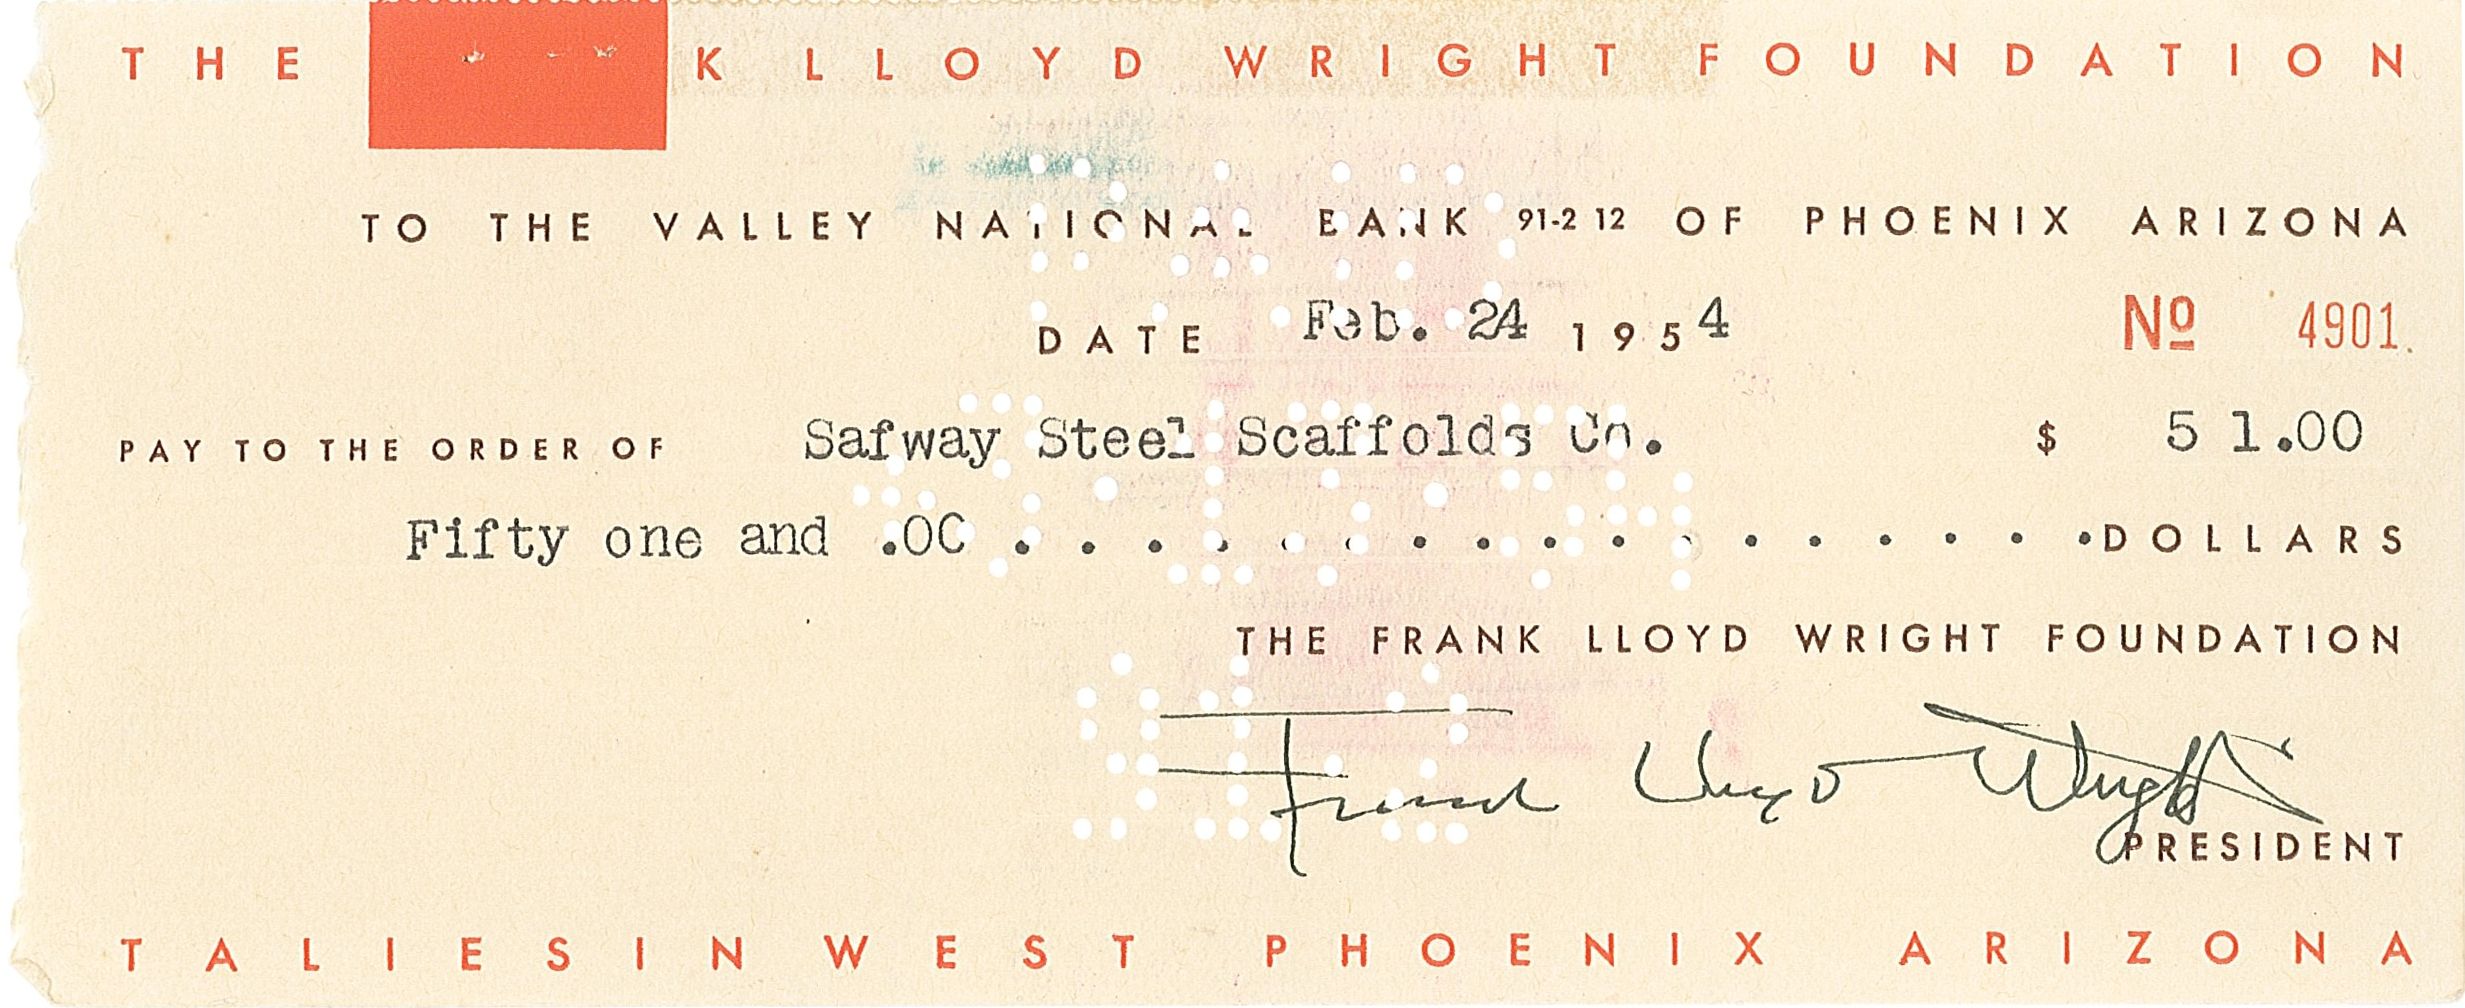 THE K LLOYD WRIGHT FOUNDATION
TO THE VALLEY NATIONAL BANK 91-212 OF PHOENIX ARIZONA
DATE Feb. 24 1954 No 4901
PAY TO THE ORDER OF Safway Steel Scaffolds Co. $ 51.00
Fifty one and .00 . . . . . . . . . . . . . . . . . DOLLARS
THE FRANK LLOYD WRIGHT FOUNDATION
Frank Lloyd Wright
PRESIDENT
TALIESIN WEST PHOENIX ARIZONA